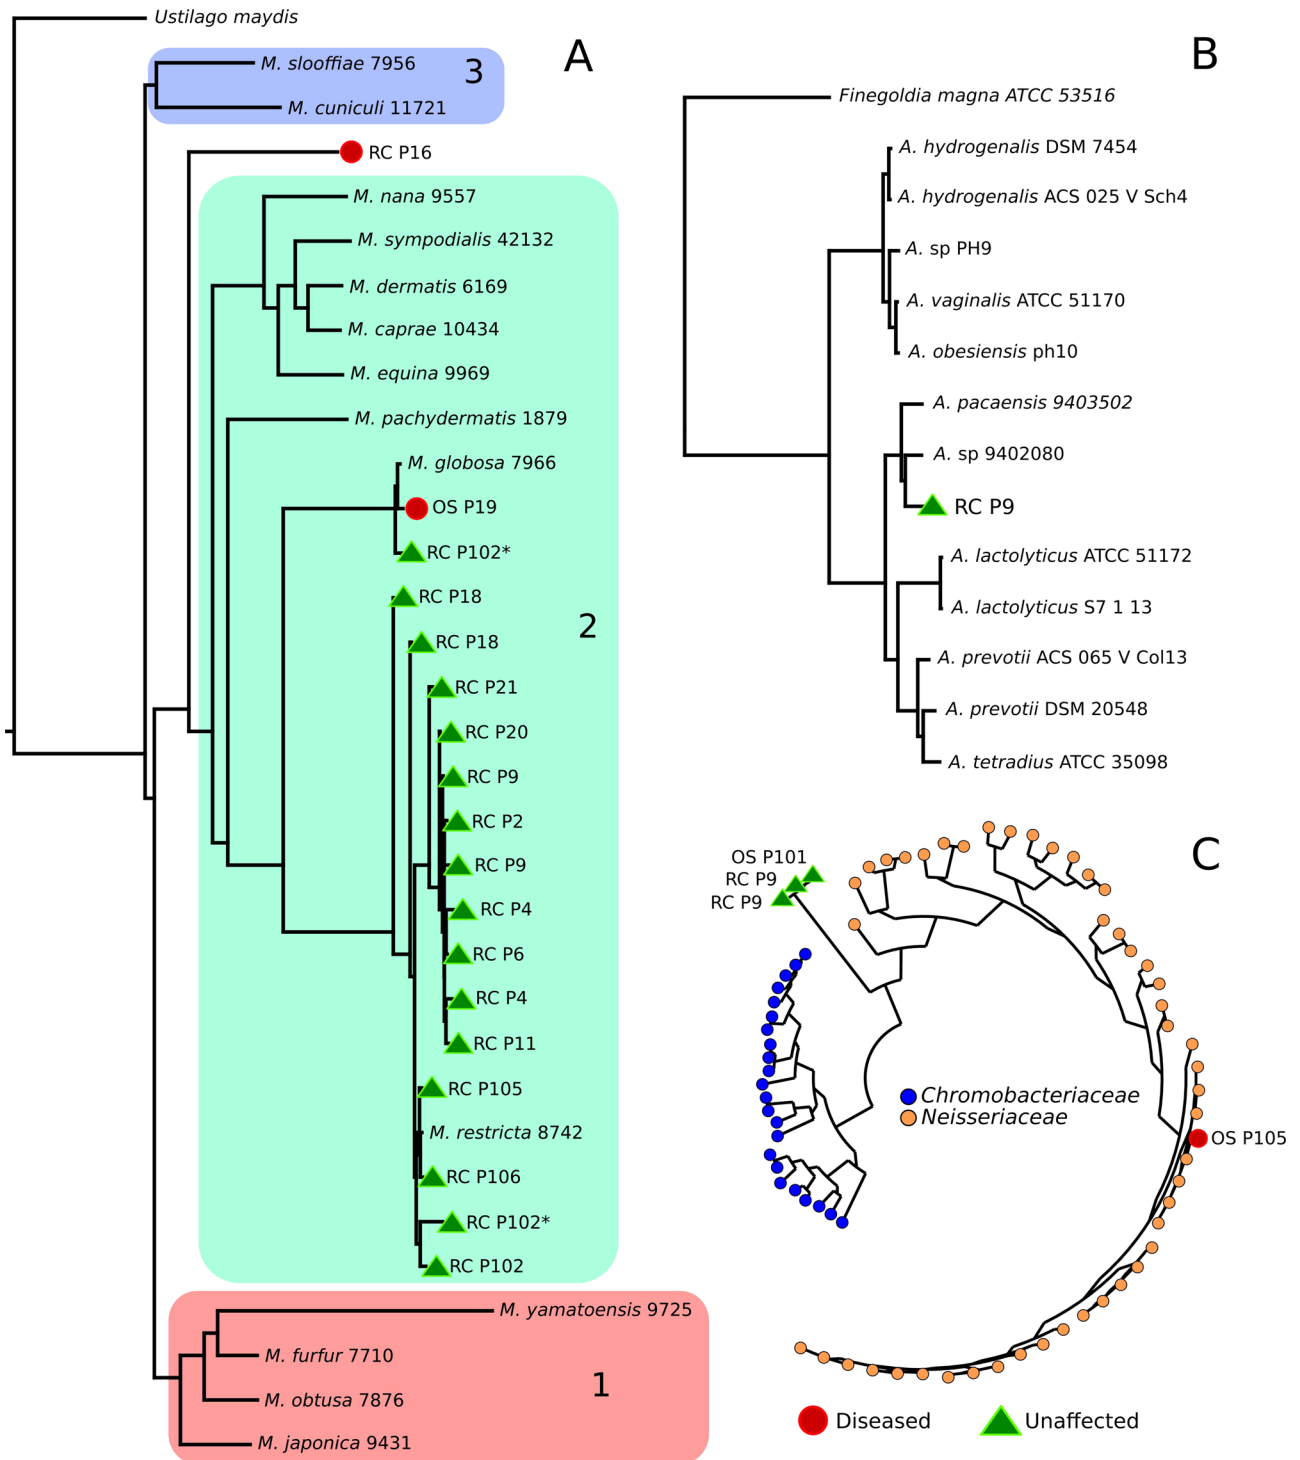 Ustilago maydis
A
M. slooffiae 7956
3
M. cuniculi 11721
RC P16
M. nana 9557
M. sympodialis 42132
M. dermatis 6169
M. caprae 10434
M. equina 9969
M. pachydermatis 1879
M. globosa 7966
OS P19
RC P102*
RC P18
2
RC P18
RC P21
RC P20
RC P9
RC P2
RC P9
RC P4
RC P6
RC P4
RC P11
RC P105
M. restricta 8742
RC P106
RC P102*
RC P102
M. yamatoensis 9725
M. furfur 7710
1
M. obtusa 7876
M. japonica 9431
B
Finegoldia magna ATCC 53516
A. hydrogenalis DSM 7454
A. hydrogenalis ACS 025 V Sch4
A. sp PH9
A. vaginalis ATCC 51170
A. obesiensis ph10
A. pacaensis 9403502
A. sp 9402080
RC P9
A. lactolyticus ATCC 51172
A. lactolyticus S7 1 13
A. prevotii ACS 065 V Col13
A. prevotii DSM 20548
A. tetradius ATCC 35098
C
OS P101
RC P9
RC P9
Chromobacteriaceae
Neisseriaceae
OS P105
Diseased
Unaffected